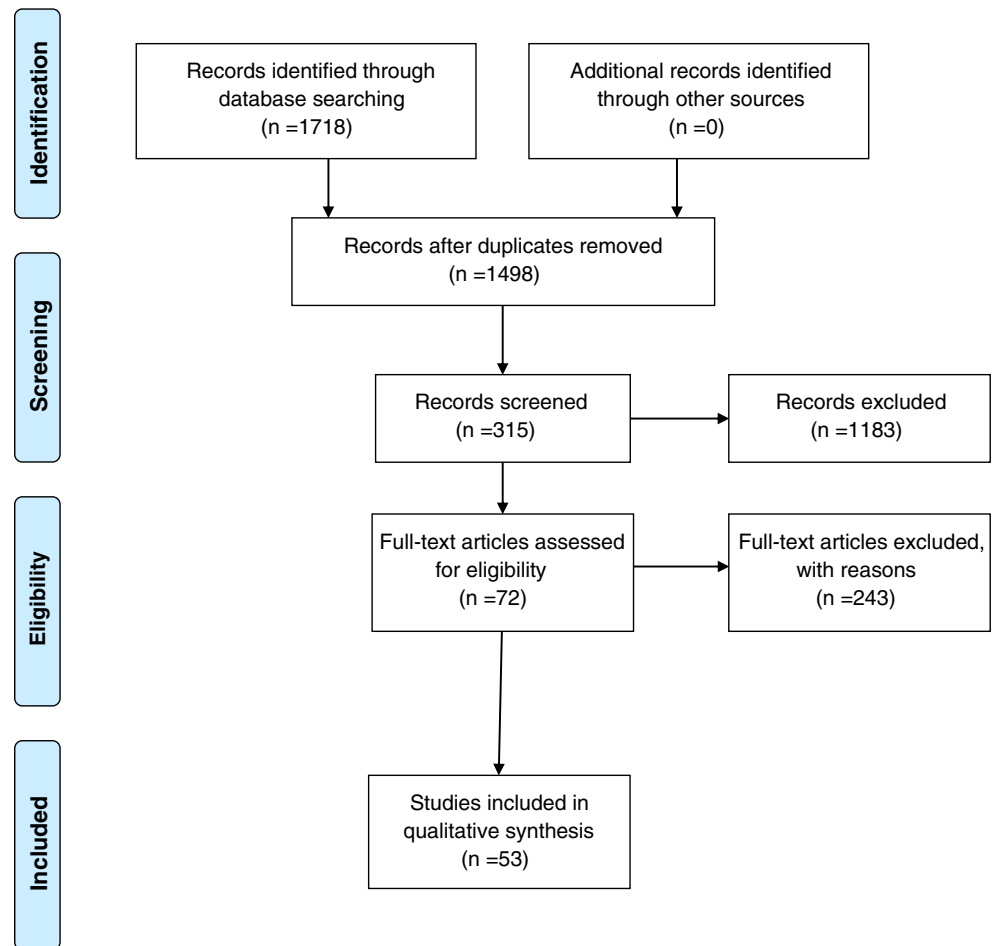 Identification
Records identified through
database searching
(n =1718)
Additional records identified
through other sources
(n =0)
Records after duplicates removed
(n =1498)
Screening
Records screened
(n =315)
Records excluded
(n =1183)
Eligibility
Full-text articles assessed
for eligibility
(n =72)
Full-text articles excluded,
with reasons
(n =243)
Included
Studies included in
qualitative synthesis
(n =53)